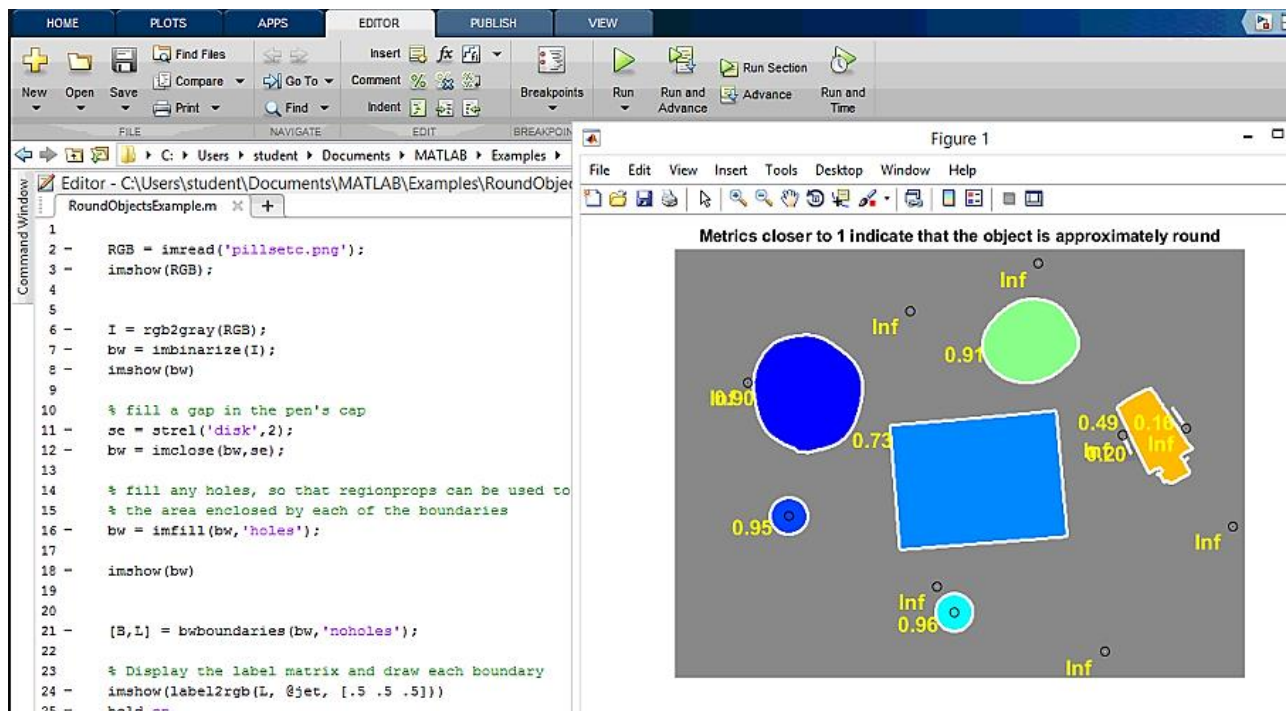 HOME PLOTS APPS EDITOR PUBLISH VIEW
New Open Save
Find Files
Compare
Print
Go To
Find
Insert fx
Comment
Indent
Breakpoints
Run
Run and Advance
Run Section
Advance
Run and Time
FILE NAVIGATE EDIT BREAKPOIN
C: Users student Documents MATLAB Examples
Command Window
Editor - C:\Users\student\Documents\MATLAB\Examples\RoundObjec
RoundObjectsExample.m
1
2 - RGB = imread('pillsetc.png');
3 - imshow(RGB);
4
5
6 - I = rgb2gray(RGB);
7 - bw = imbinarize(I);
8 - imshow(bw)
9
10 % fill a gap in the pen's cap
11 - se = strel('disk',2);
12 - bw = imclose(bw,se);
13
14 % fill any holes, so that regionprops can be used to
15 % the area enclosed by each of the boundaries
16 - bw = imfill(bw,'holes');
17
18 - imshow(bw)
19
20
21 - [B,L] = bwboundaries(bw,'noholes');
22
23 % Display the label matrix and draw each boundary
24 - imshow(label2rgb(L, @jet, [.5 .5 .5]))
25 - hold on
Figure 1
File Edit View Insert Tools Desktop Window Help
Metrics closer to 1 indicate that the object is approximately round
Inf
Inf
0.91
0.90
0.49 0.16
0.73
Inf
0.20
0.95
Inf
Inf
0.96
Inf